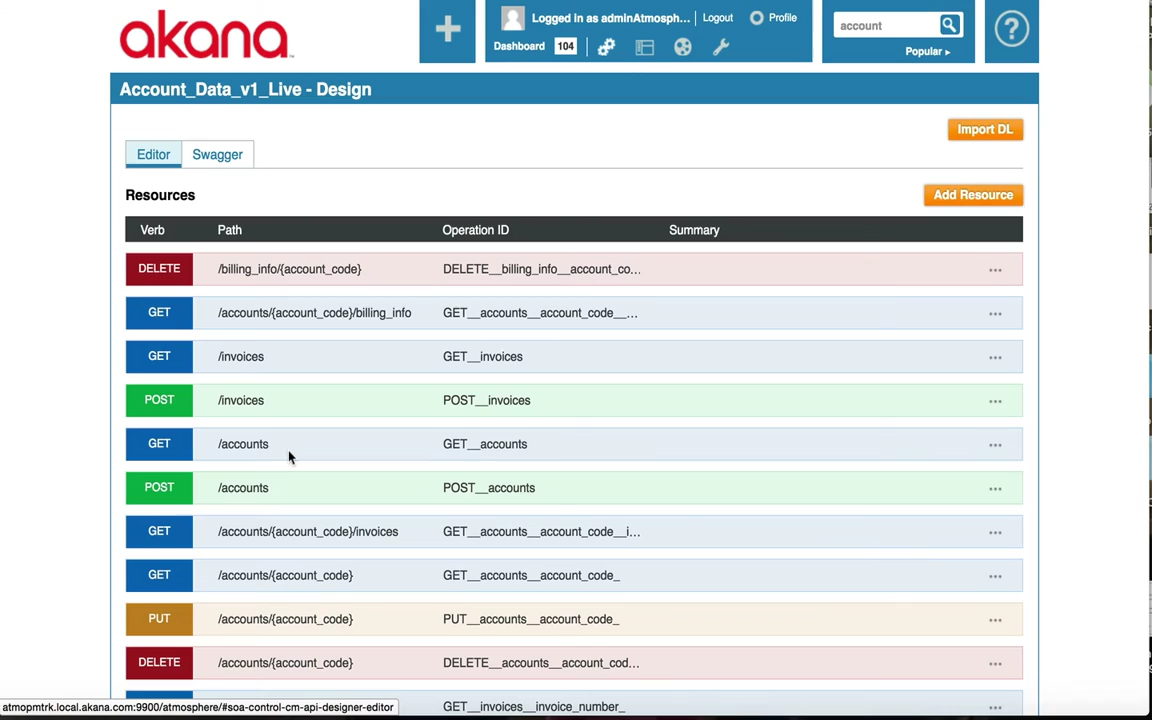 akana
Logged in as adminAtmosph... Logout Profile
Dashboard 104
account
Popular ▸
?
Account_Data_v1_Live - Design
Import DL
Editor Swagger
Resources Add Resource
Verb Path Operation ID Summary
DELETE /billing_info/{account_code} DELETE__billing_info__account_co... ...
GET /accounts/{account_code}/billing_info GET__accounts__account_code__... ...
GET /invoices GET__invoices ...
POST /invoices POST__invoices ...
GET /accounts GET__accounts ...
POST /accounts POST__accounts ...
GET /accounts/{account_code}/invoices GET__accounts__account_code__i... ...
GET /accounts/{account_code} GET__accounts__account_code_ ...
PUT /accounts/{account_code} PUT__accounts__account_code_ ...
DELETE /accounts/{account_code} DELETE__accounts__account_cod... ...
GET__invoices__invoice_number_ ...
atmopmtrk.local.akana.com:9900/atmosphere/#soa-control-cm-api-designer-editor